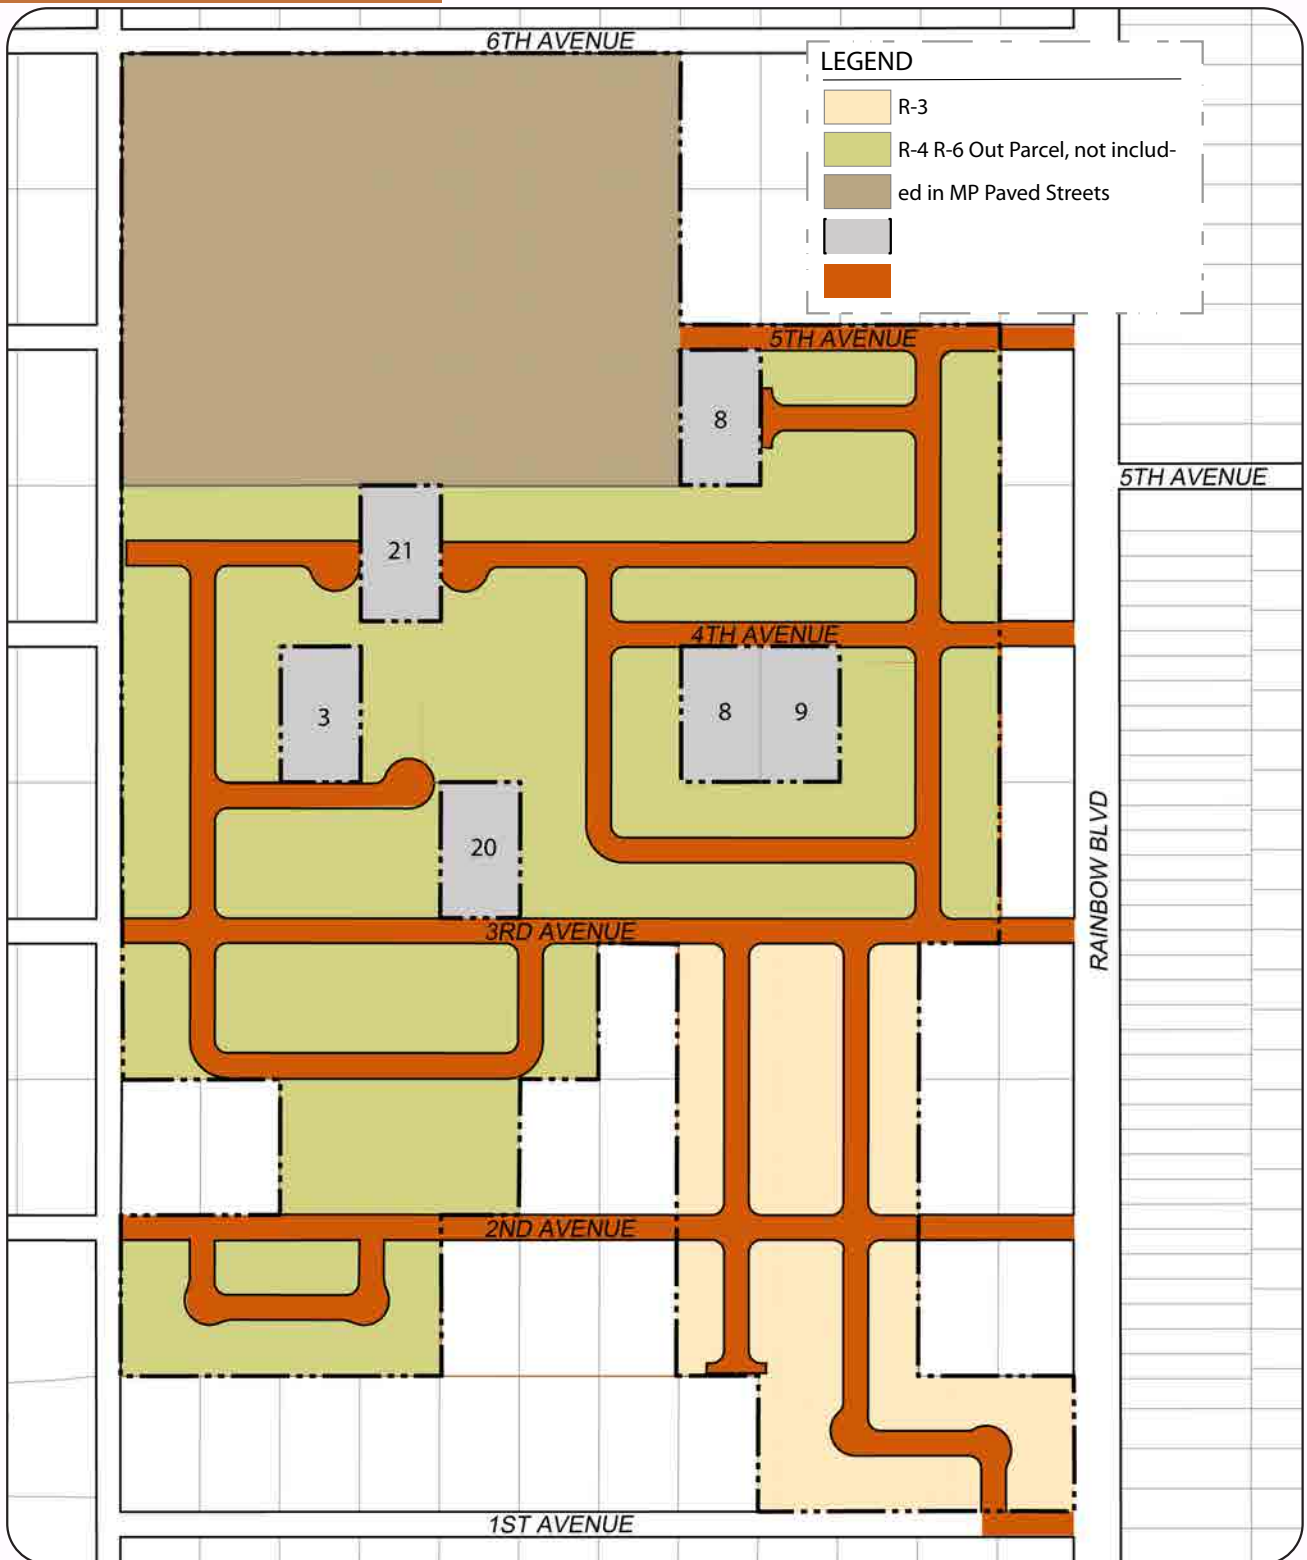 6TH AVENUE
LEGEND
R-3
R-4 R-6 Out Parcel, not includ-
ed in MP Paved Streets
5TH AVENUE
8
5TH AVENUE
21
4TH AVENUE
3
8
9
20
RAINBOW BLVD
3RD AVENUE
2ND AVENUE
1ST AVENUE